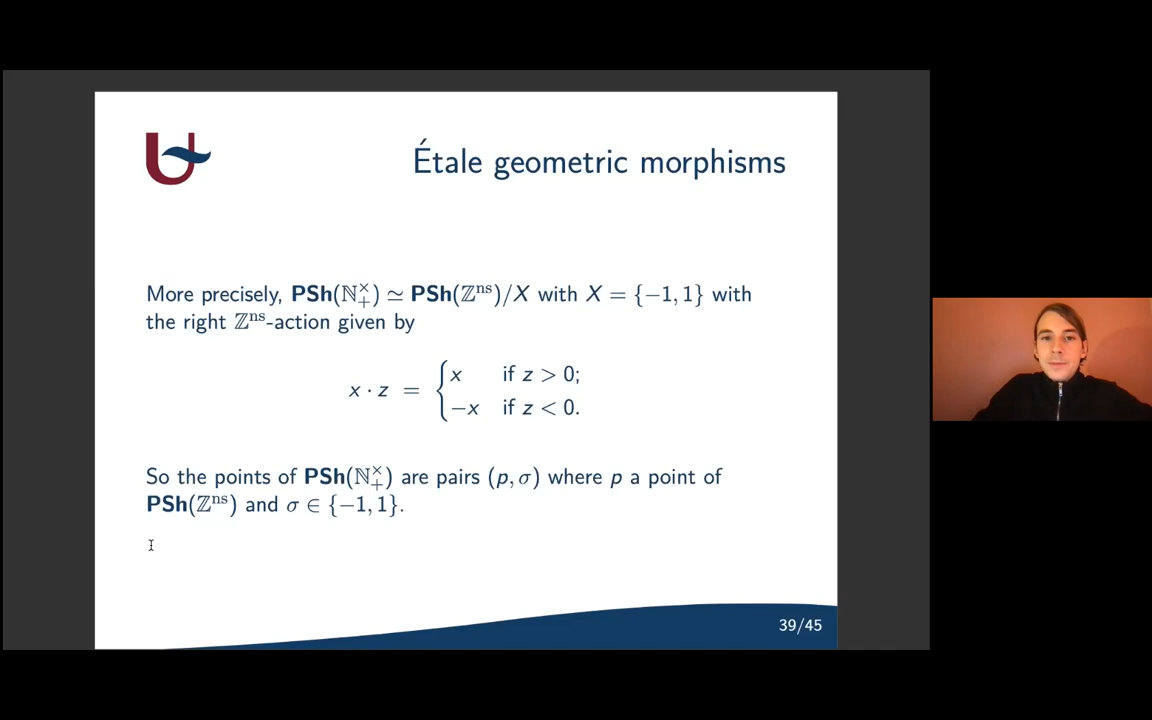 Étale geometric morphisms
More precisely, PSh(ℕ₊ˣ) ≃ PSh(ℤⁿˢ)/X with X = {−1, 1} with
the right ℤⁿˢ-action given by
x · z = { x if z > 0;
−x if z < 0.
So the points of PSh(ℕ₊ˣ) are pairs (p, σ) where p a point of
PSh(ℤⁿˢ) and σ ∈ {−1, 1}.
39/45